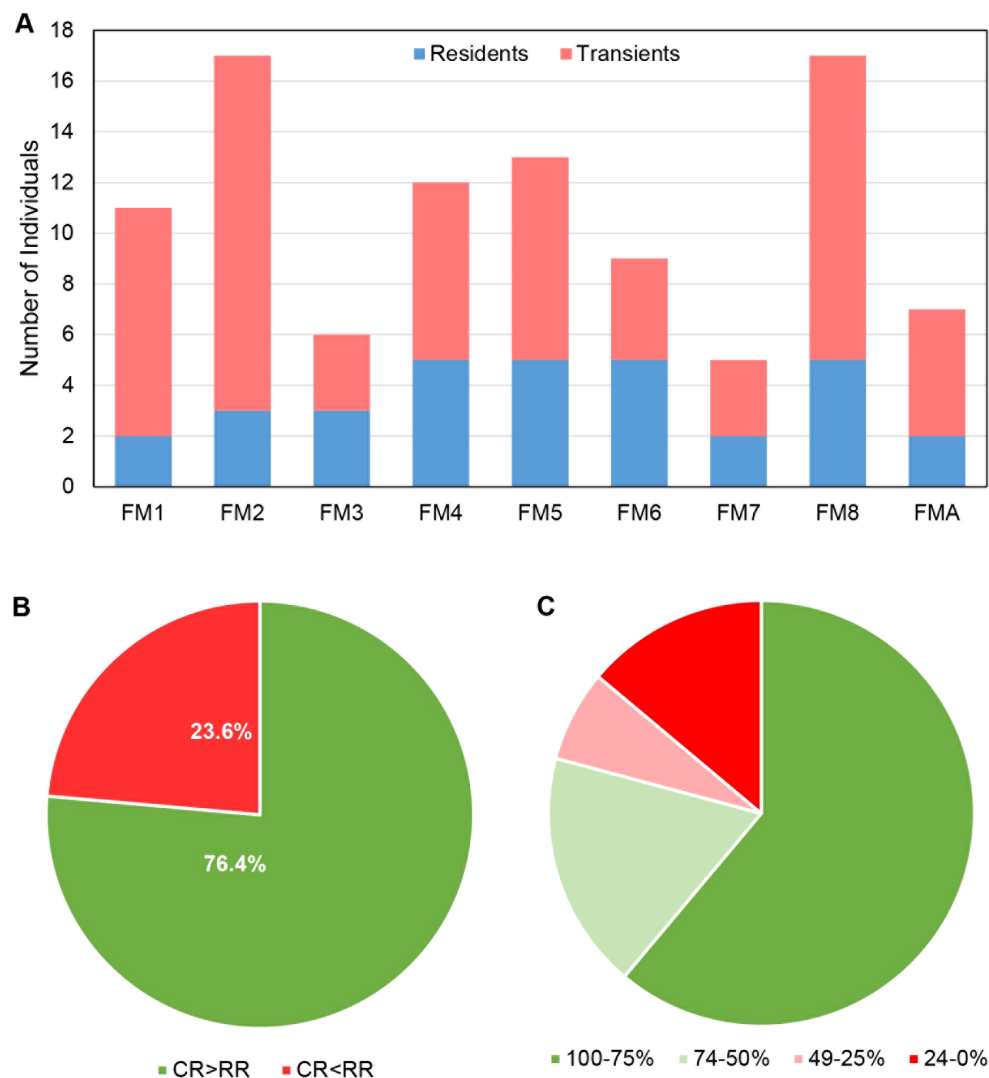 A
18
Residents Transients
16
14
12
10
8
6
4
2
0
Number of Individuals
FM1 FM2 FM3 FM4 FM5 FM6 FM7 FM8 FMA
B
C
23.6%
76.4%
CR>RR CR<RR
100-75% 74-50% 49-25% 24-0%